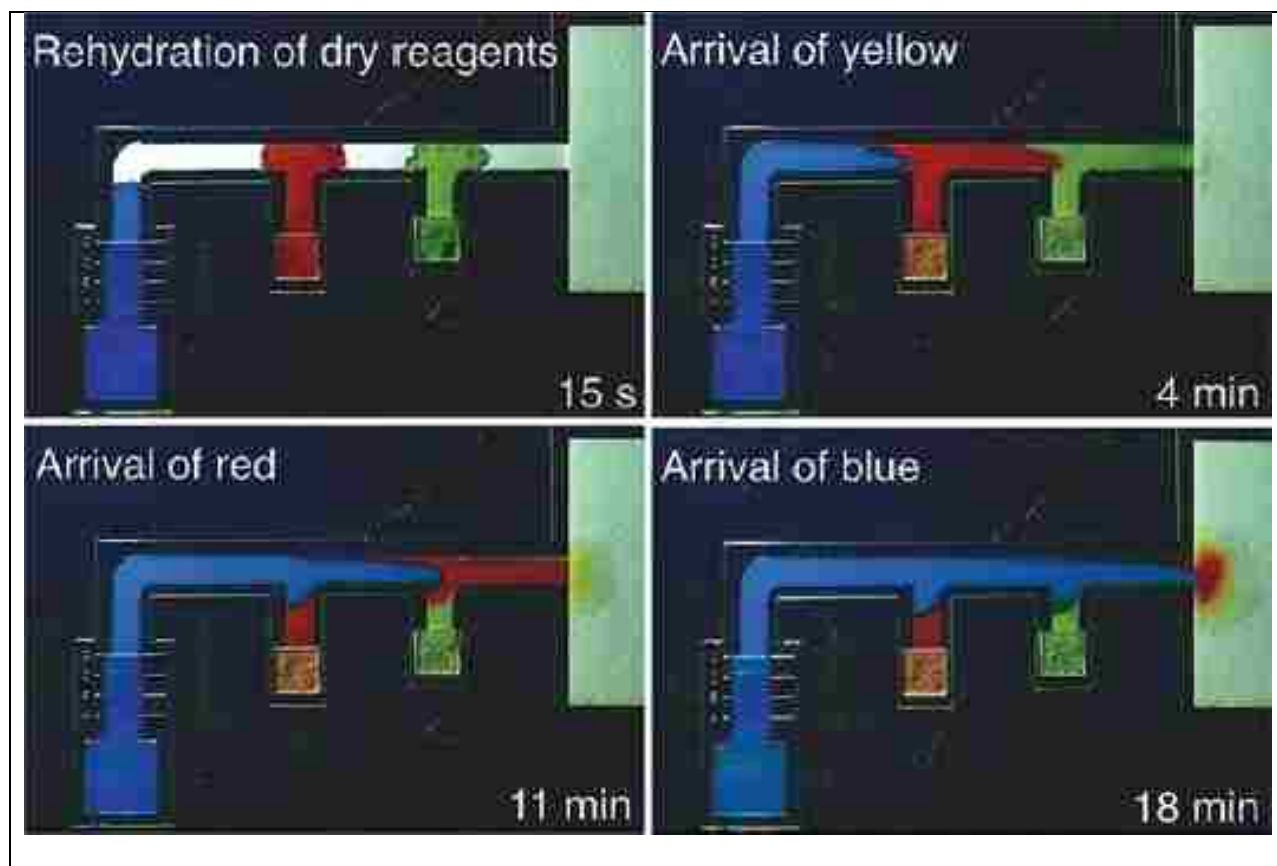 Rehydration of dry reagents
15 s
Arrival of yellow
4 min
Arrival of red
11 min
Arrival of blue
18 min